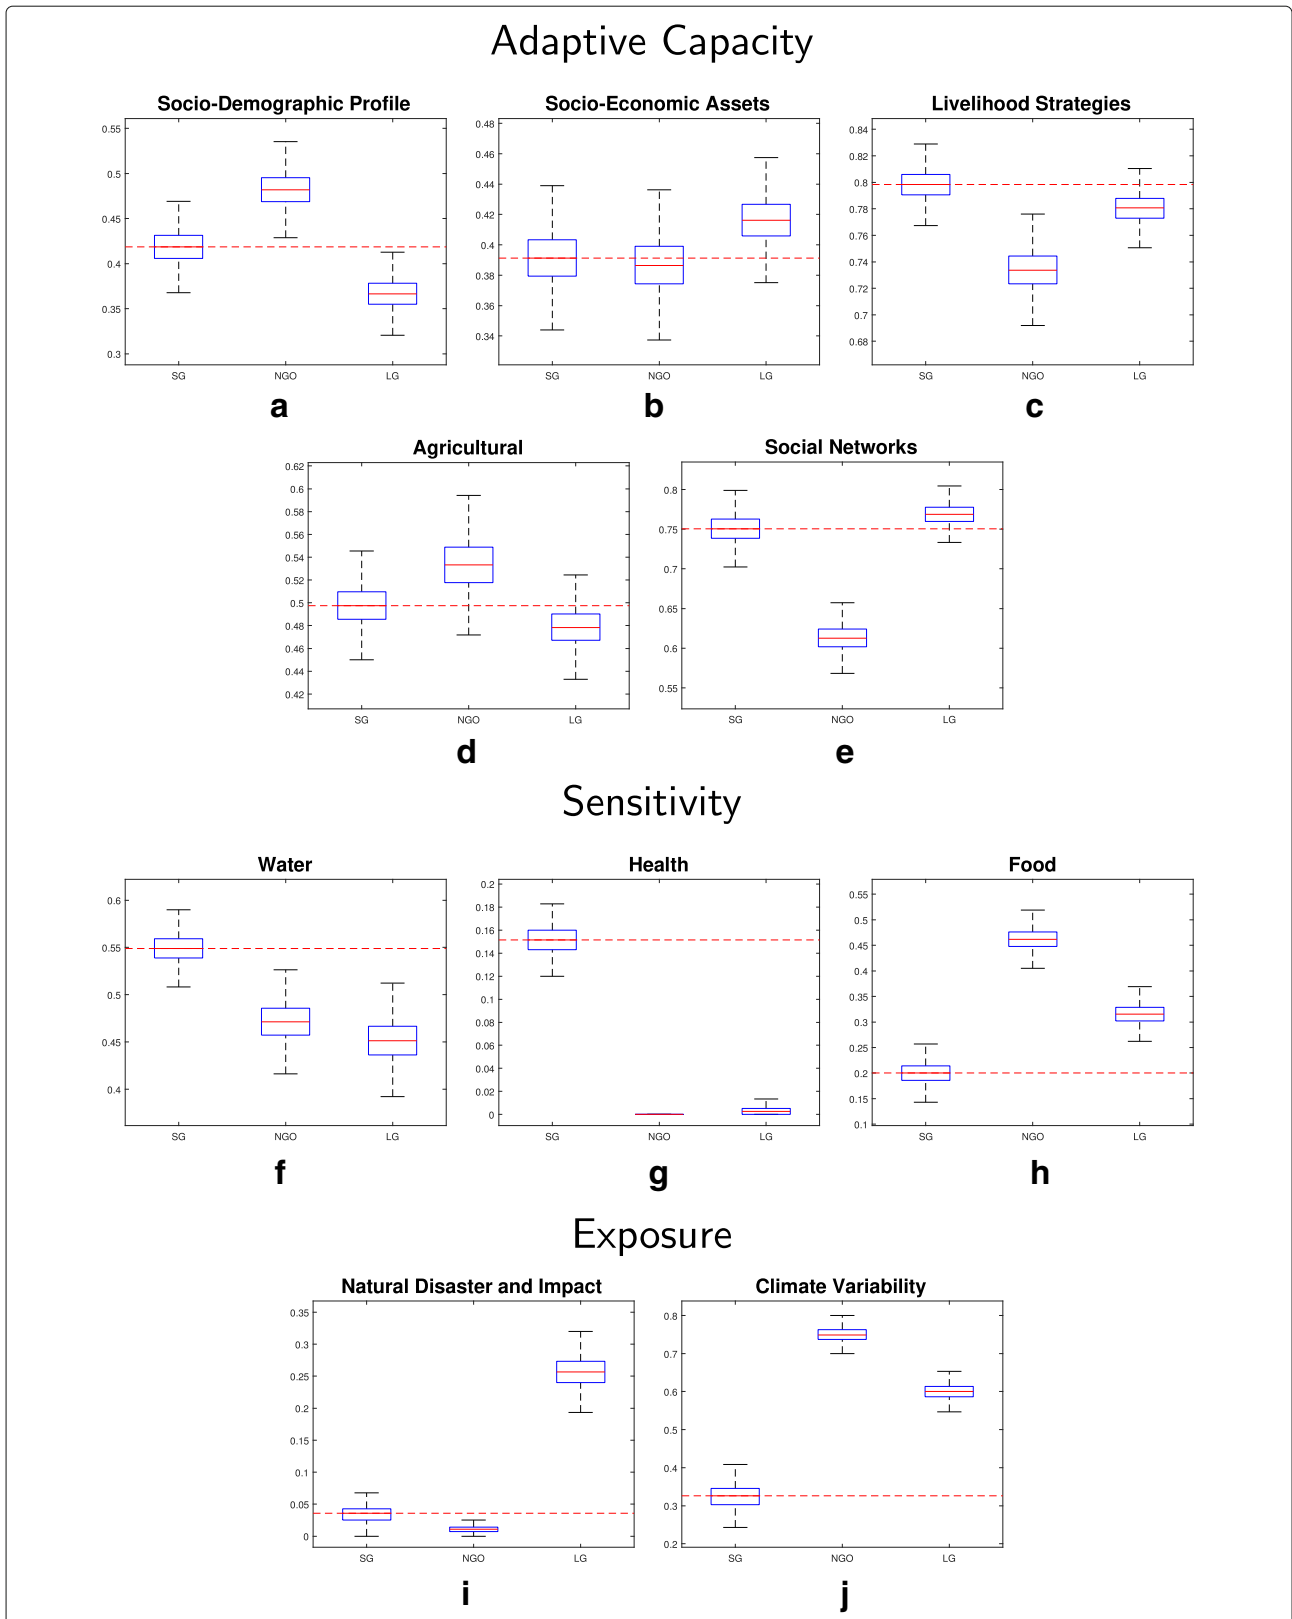 Adaptive Capacity
Socio-Demographic Profile
0.55
0.5
0.45
0.4
0.35
0.3
SG NGO LG
a
Socio-Economic Assets
0.48
0.46
0.44
0.42
0.4
0.38
0.36
0.34
SG NGO LG
b
Livelihood Strategies
0.84
0.82
0.8
0.78
0.76
0.74
0.72
0.7
0.68
SG NGO LG
c
Agricultural
0.62
0.6
0.58
0.56
0.54
0.52
0.5
0.48
0.46
0.44
0.42
SG NGO LG
d
Social Networks
0.8
0.75
0.7
0.65
0.6
0.55
SG NGO LG
e
Sensitivity
Water
0.6
0.55
0.5
0.45
0.4
SG NGO LG
f
Health
0.2
0.18
0.16
0.14
0.12
0.1
0.08
0.06
0.04
0.02
0
SG NGO LG
g
Food
0.55
0.5
0.45
0.4
0.35
0.3
0.25
0.2
0.15
0.1
SG NGO LG
h
Exposure
Natural Disaster and Impact
0.35
0.3
0.25
0.2
0.15
0.1
0.05
0
SG NGO LG
i
Climate Variability
0.8
0.7
0.6
0.5
0.4
0.3
0.2
SG NGO LG
j